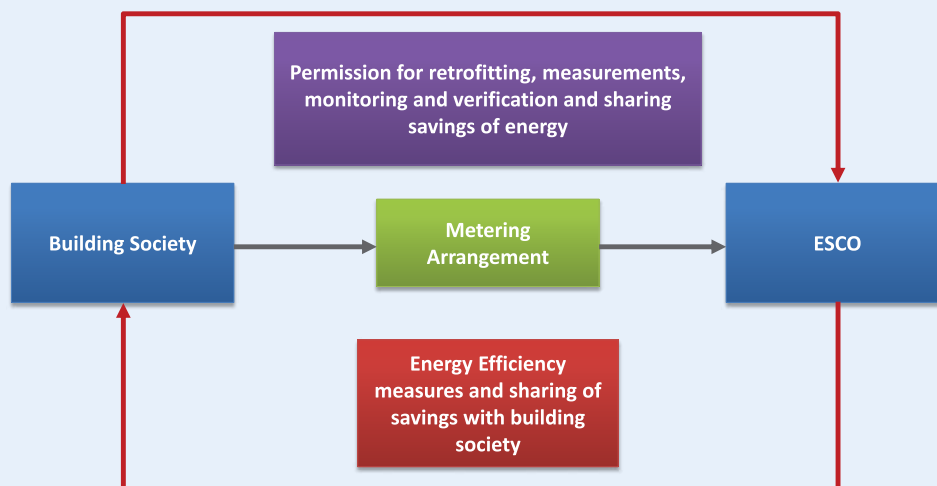 Permission for retrofitting, measurements,
monitoring and verification and sharing
savings of energy
Building Society
Metering
Arrangement
ESCO
Energy Efficiency
measures and sharing of
savings with building
society